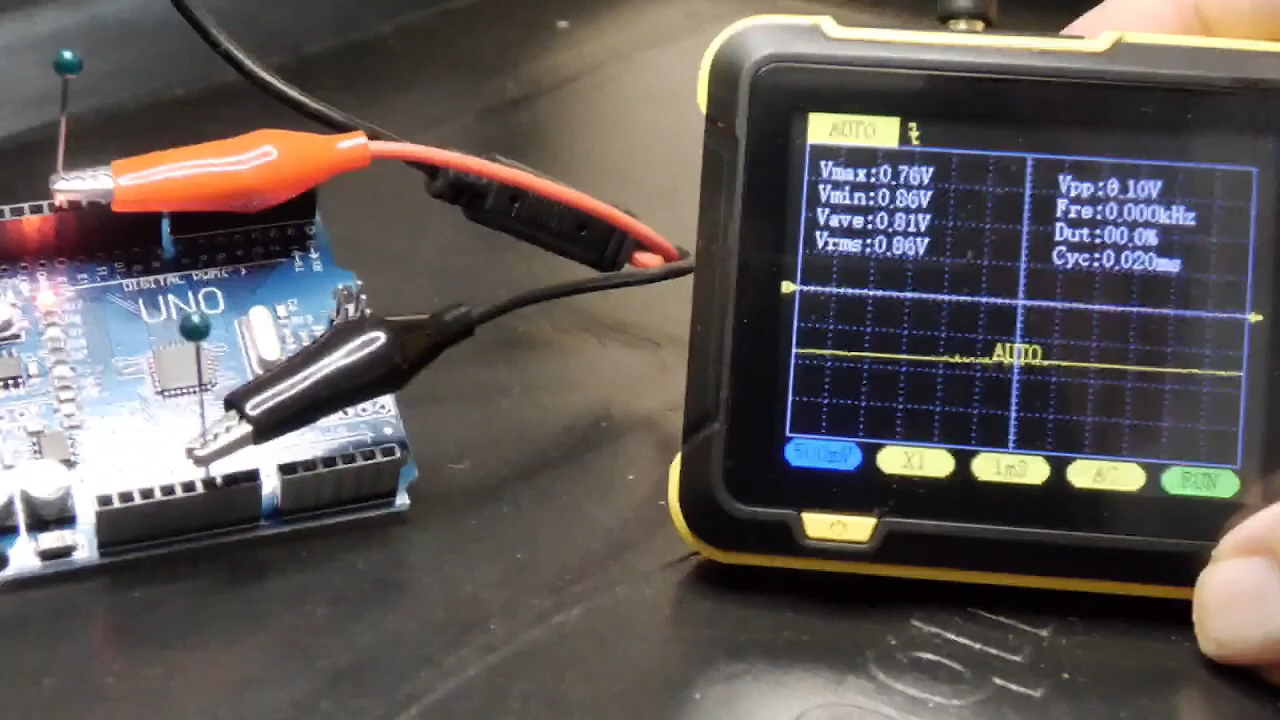 AUTO
Vmax:0.76V
Vmin:0.86V
Vave:0.81V
Vrms:0.86V
Vpp:0.10V
Fre:0.000kHz
Dut:00.0%
Cyc:0.020ms
AUTO
500mV
X1
AC
RUN
DIGITAL PWM~
UNO